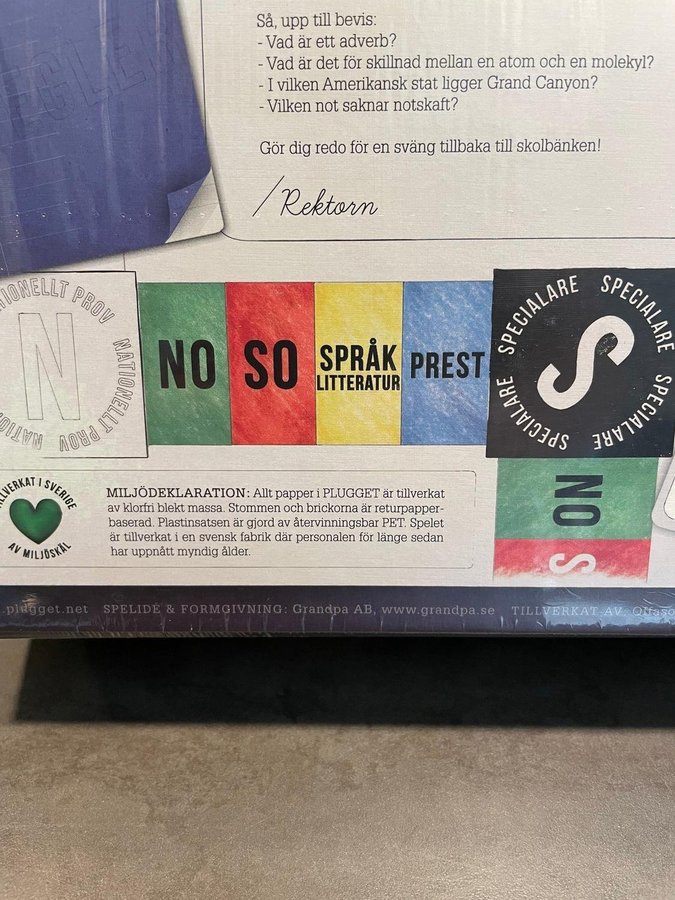 Så, upp till bevis:
- Vad är ett adverb?
- Vad är det för skillnad mellan en atom och en molekyl?
- I vilken Amerikansk stat ligger Grand Canyon?
- Vilken not saknar notskaft?
Gör dig redo för en sväng tillbaka till skolbänken!
/Rektorn
NATIONELLT PROV
N
NO
SO
SPRÅK
LITTERATUR
PREST
SPECIALARE SPECIALARE SPECIALARE SPECIALARE
S
NO
S
TILLVERKAT I SVERIGE
AV MILJÖSKÄL
MILJÖDEKLARATION: Allt papper i PLUGGET är tillverkat
av klorfri blekt massa. Stommen och brickorna är returpapper-
baserad. Plastinsatsen är gjord av återvinningsbar PET. Spelet
är tillverkat i en svensk fabrik där personalen för länge sedan
har uppnått myndig ålder.
.plugget.net SPELIDE & FORMGIVNING: Grandpa AB, www.grandpa.se TILLVERKAT AV: